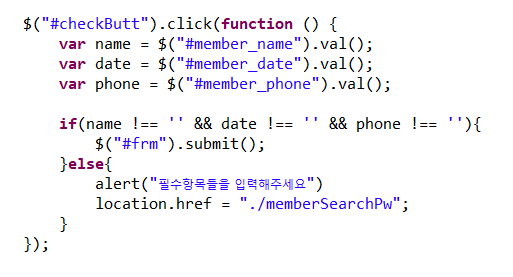 $("#checkButt").click(function () {
    var name = $("#member_name").val();
    var date = $("#member_date").val();
    var phone = $("#member_phone").val();

    if(name !== '' && date !== '' && phone !== ''){
        $("#frm").submit();
    }else{
        alert("필수항목들을 입력해주세요")
        location.href = "./memberSearchPw";
    }
});